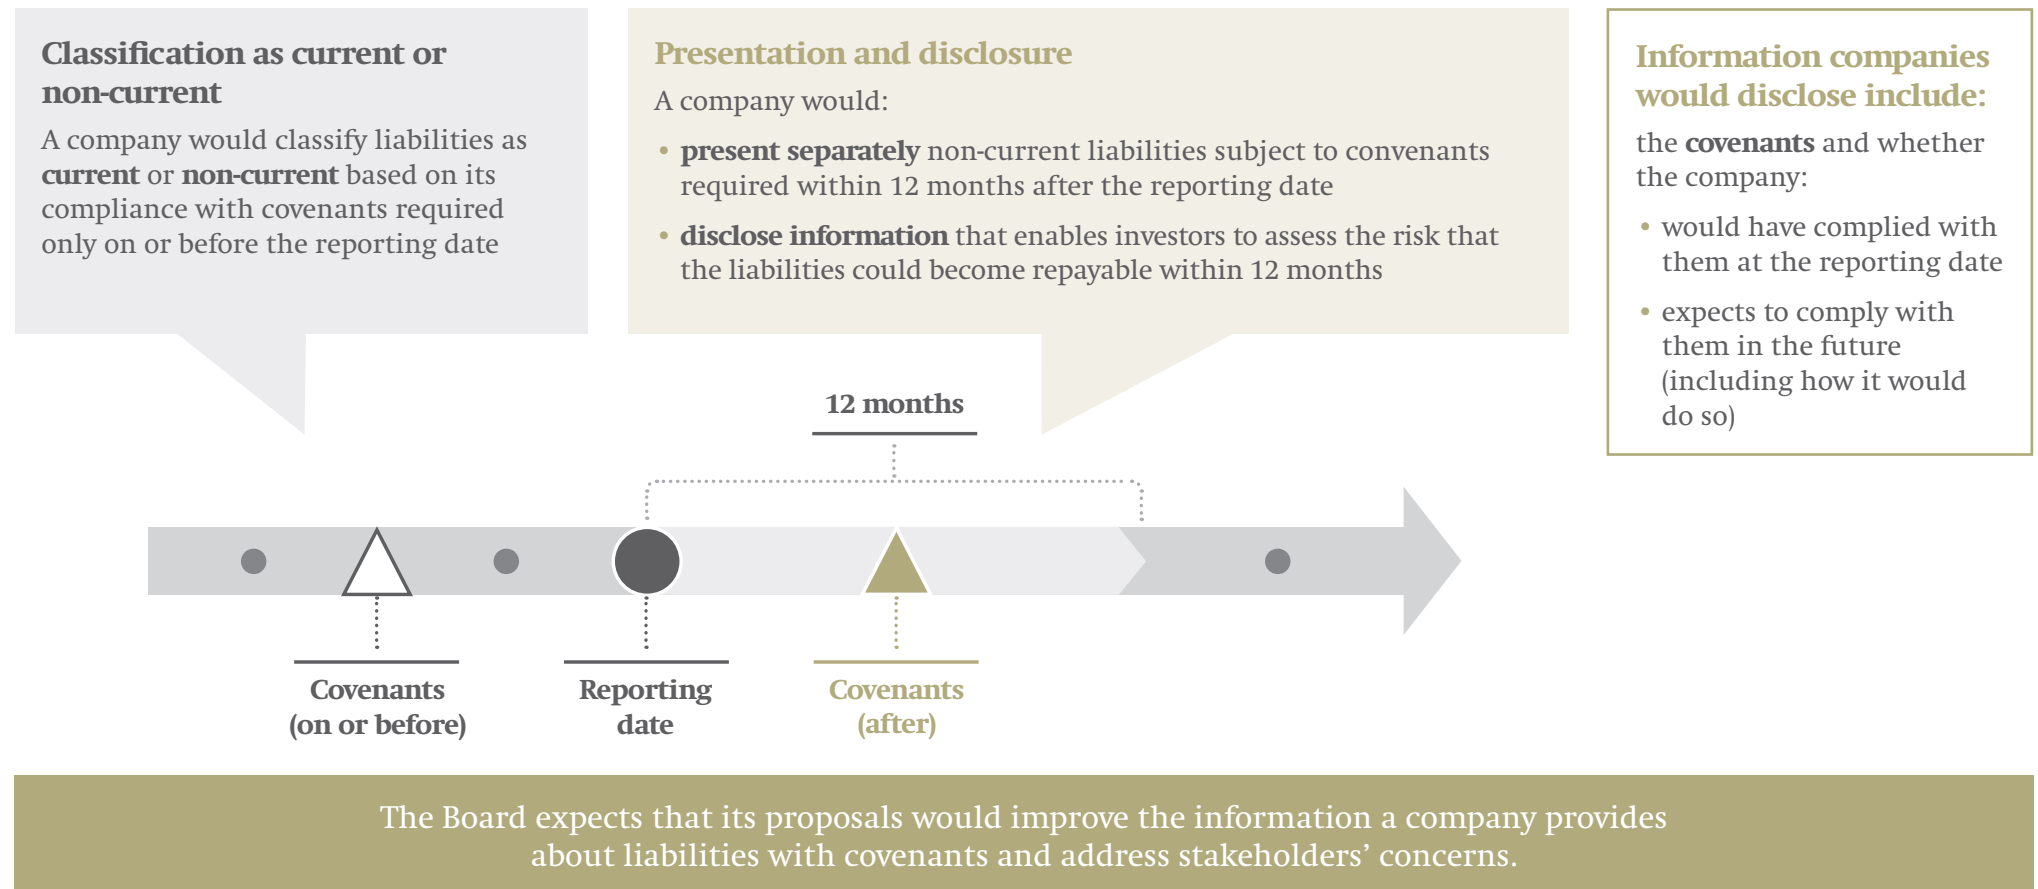 Classification as current or
non-current
A company would classify liabilities as
current or non-current based on its
compliance with covenants required
only on or before the reporting date
Presentation and disclosure
A company would:
• present separately non-current liabilities subject to convenants
required within 12 months after the reporting date
• disclose information that enables investors to assess the risk that
the liabilities could become repayable within 12 months
Information companies
would disclose include:
the covenants and whether
the company:
• would have complied with
them at the reporting date
• expects to comply with
them in the future
(including how it would
do so)
12 months
Covenants
(on or before)
Reporting
date
Covenants
(after)
The Board expects that its proposals would improve the information a company provides
about liabilities with covenants and address stakeholders’ concerns.